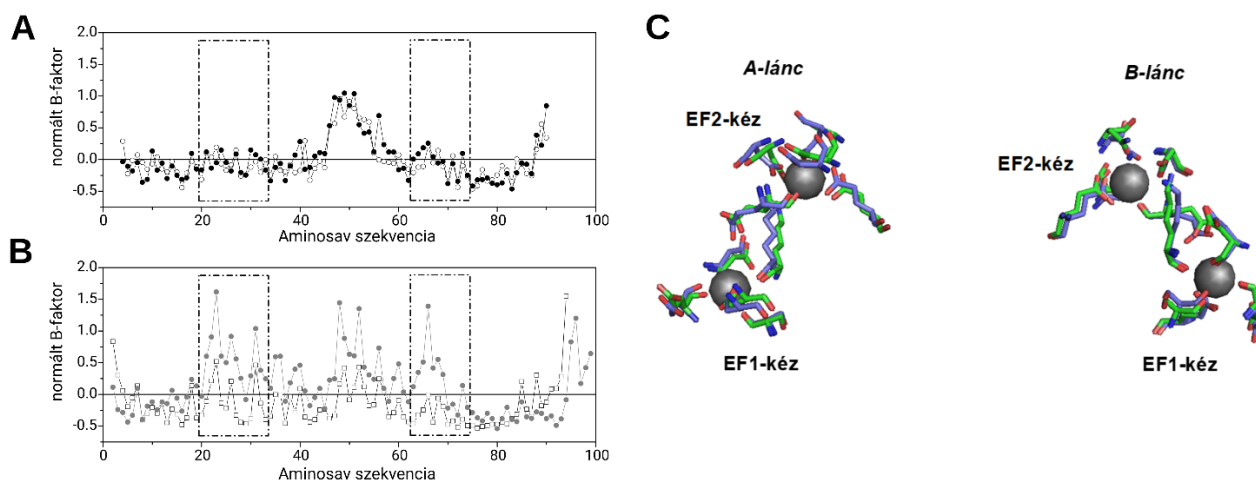 A
normált B-faktor
2.0
1.5
1.0
0.5
0.0
-0.5
0
20
40
60
80
100
Aminosav szekvencia
B
normált B-faktor
2.0
1.5
1.0
0.5
0.0
-0.5
0
20
40
60
80
100
Aminosav szekvencia
C
A-lánc
B-lánc
EF2-kéz
EF2-kéz
EF1-kéz
EF1-kéz